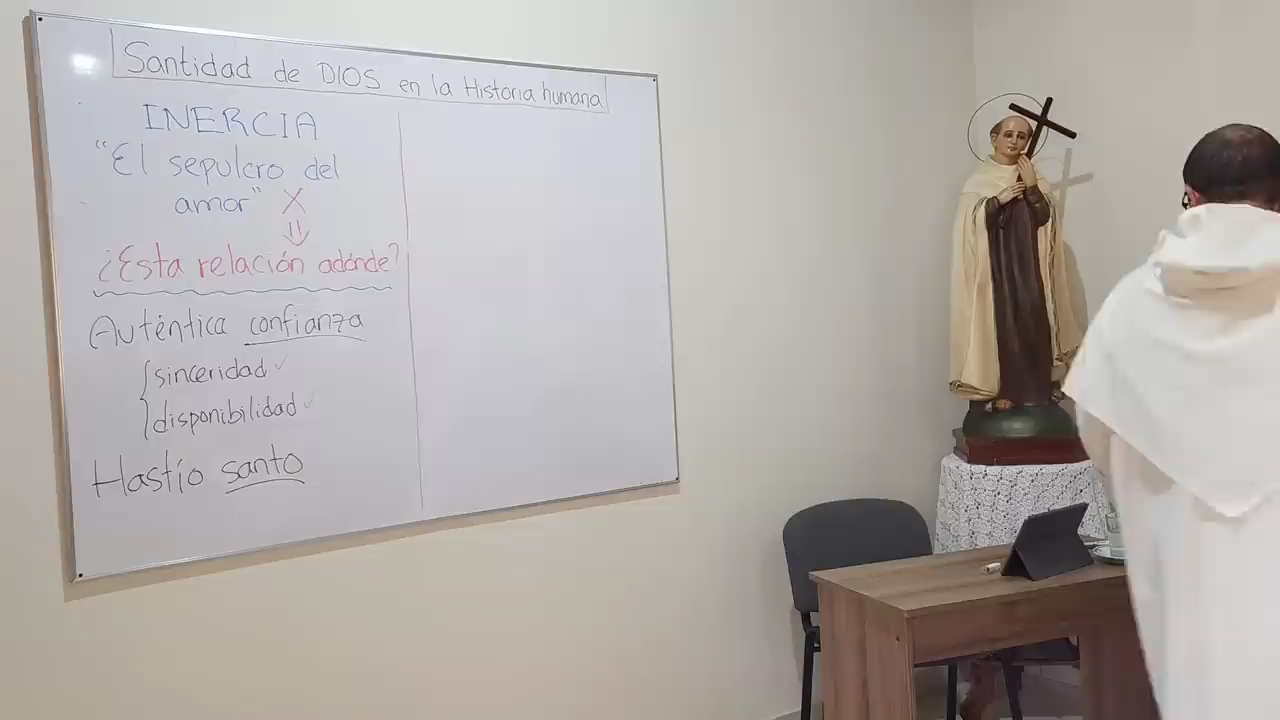 Santidad de DIOS en la Historia humana
INERCIA
"El sepulcro del
amor" X
¿Esta relación adónde?
Auténtica confianza
sinceridad ✓
disponibilidad ✓
Hastío santo